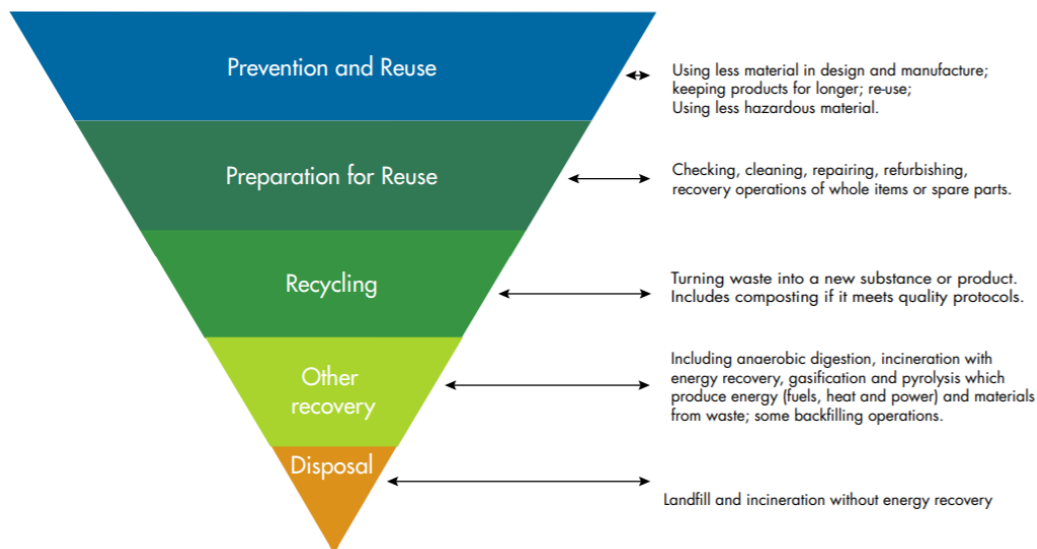 Prevention and Reuse
Using less material in design and manufacture;
keeping products for longer; re-use;
Using less hazardous material.
Preparation for Reuse
Checking, cleaning, repairing, refurbishing,
recovery operations of whole items or spare parts.
Recycling
Turning waste into a new substance or product.
Includes composting if it meets quality protocols.
Other
recovery
Including anaerobic digestion, incineration with
energy recovery, gasification and pyrolysis which
produce energy (fuels, heat and power) and materials
from waste; some backfilling operations.
Disposal
Landfill and incineration without energy recovery